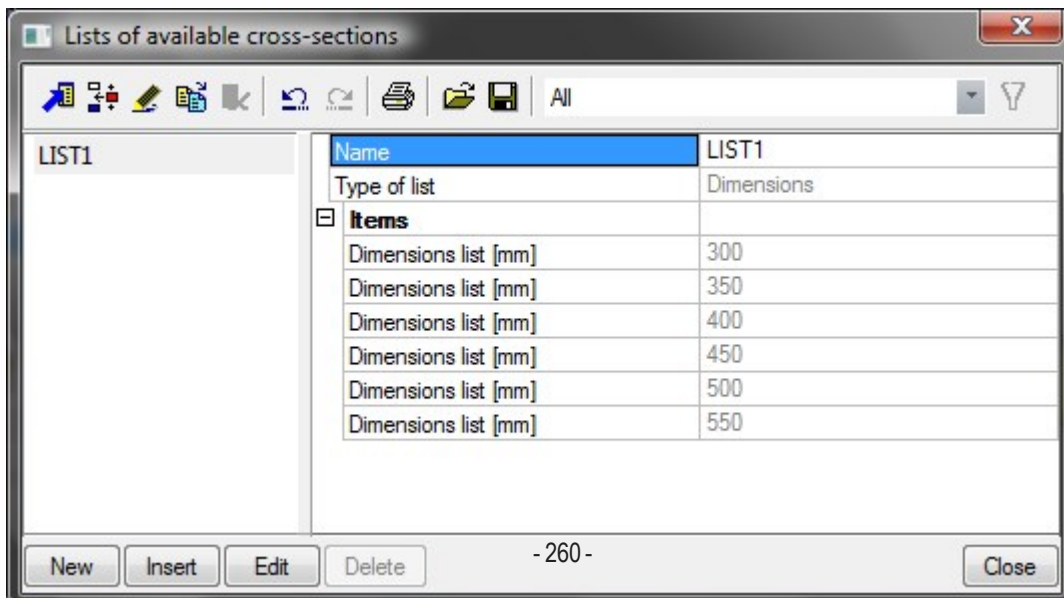 Lists of available cross-sections
All
LIST1
Name LIST1
Type of list Dimensions
Items
Dimensions list [mm] 300
Dimensions list [mm] 350
Dimensions list [mm] 400
Dimensions list [mm] 450
Dimensions list [mm] 500
Dimensions list [mm] 550
New Insert Edit Delete - 260 - Close